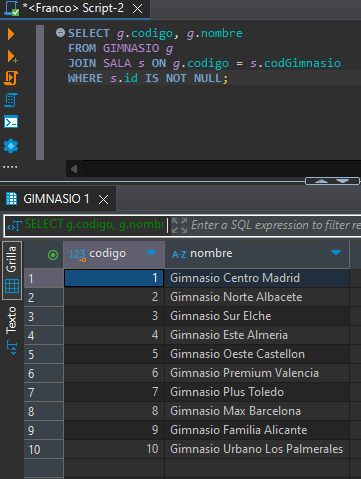 *<Franco> Script-2
SELECT g.codigo, g.nombre
FROM GIMNASIO g
JOIN SALA s ON g.codigo = s.codGimnasio
WHERE s.id IS NOT NULL;
GIMNASIO 1
SELECT g.codigo, g.nombr
Enter a SQL expression to filter re
Grilla
Texto
123 codigo A-Z nombre
1 1 Gimnasio Centro Madrid
2 2 Gimnasio Norte Albacete
3 3 Gimnasio Sur Elche
4 4 Gimnasio Este Almeria
5 5 Gimnasio Oeste Castellon
6 6 Gimnasio Premium Valencia
7 7 Gimnasio Plus Toledo
8 8 Gimnasio Max Barcelona
9 9 Gimnasio Familia Alicante
10 10 Gimnasio Urbano Los Palmerales